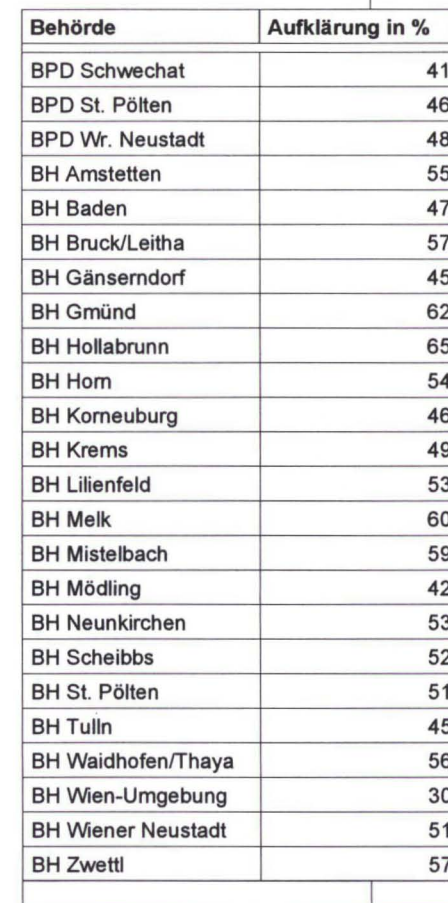 Behörde Aufklärung in %
BPD Schwechat 41
BPD St. Pölten 46
BPD Wr. Neustadt 48
BH Amstetten 55
BH Baden 47
BH Bruck/Leitha 57
BH Gänserndorf 45
BH Gmünd 62
BH Hollabrunn 65
BH Horn 54
BH Korneuburg 46
BH Krems 49
BH Lilienfeld 53
BH Melk 60
BH Mistelbach 59
BH Mödling 42
BH Neunkirchen 53
BH Scheibbs 52
BH St. Pölten 51
BH Tulln 45
BH Waidhofen/Thaya 56
BH Wien-Umgebung 30
BH Wiener Neustadt 51
BH Zwettl 57